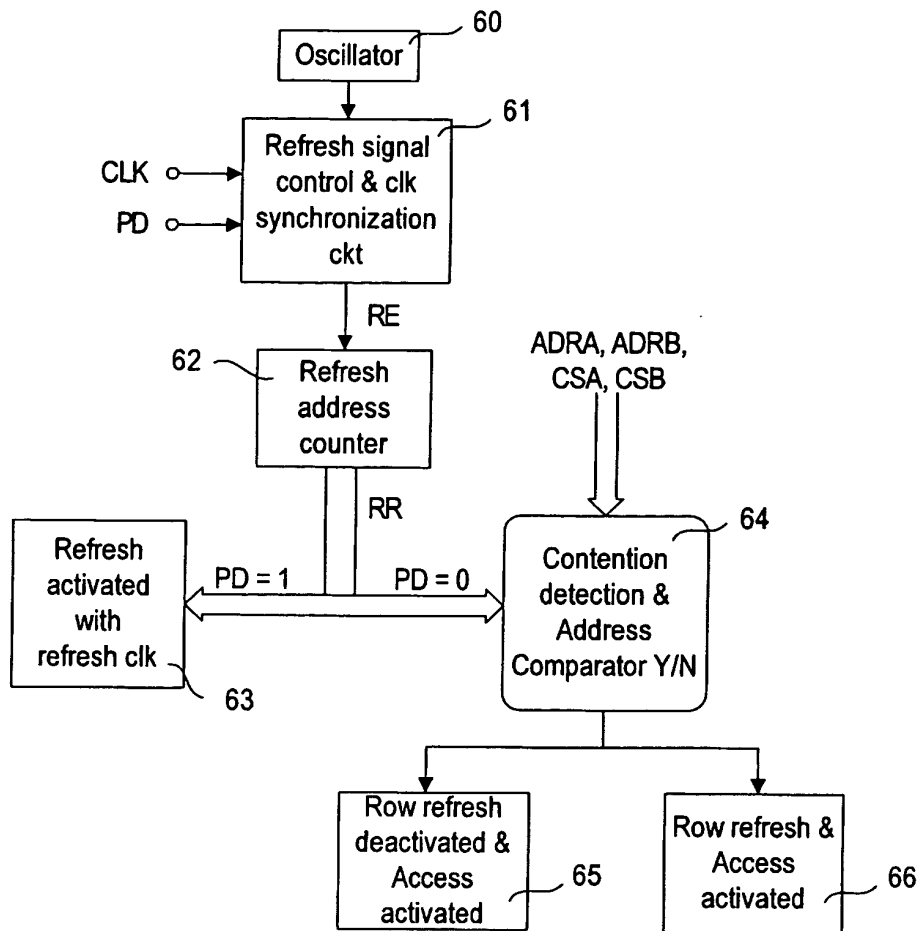 60
Oscillator
61
Refresh signal
control & clk
synchronization
ckt
CLK
PD
RE
62
Refresh
address
counter
ADRA, ADRB,
CSA, CSB
RR
64
Refresh
activated
with
refresh clk
63
PD = 1
PD = 0
Contention
detection &
Address
Comparator Y/N
Row refresh
deactivated &
Access
activated
65
Row refresh &
Access
activated
66